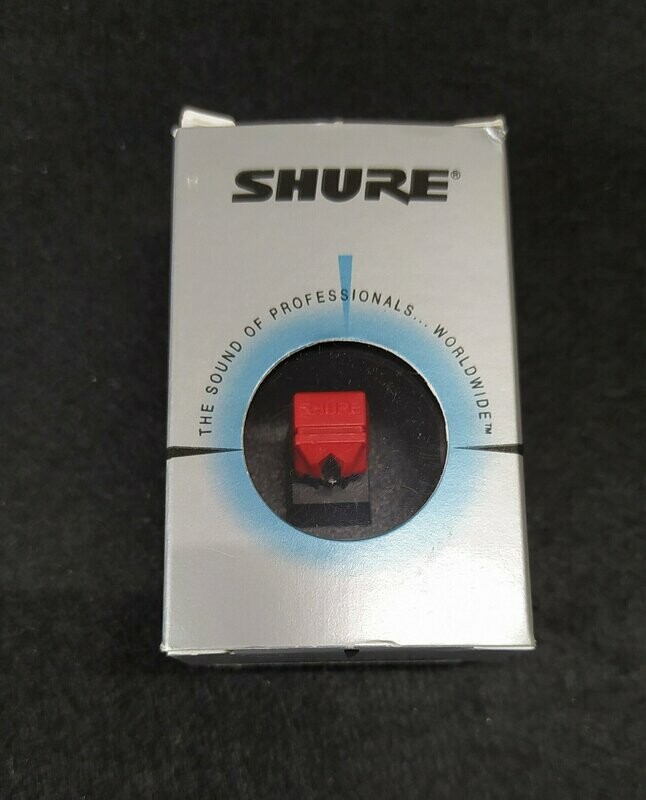 SHURE®
THE SOUND OF PROFESSIONALS... WORLDWIDE™
SHURE